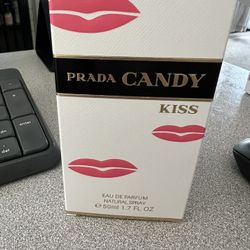 PRADA CANDY
KISS
EAU DE PARFUM
NATURAL SPRAY
℮ 50ml 1.7 FL. OZ